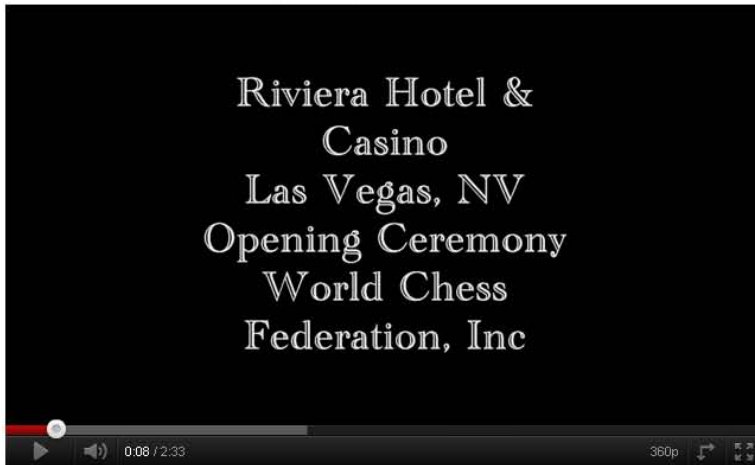 Riviera Hotel &
Casino
Las Vegas, NV
Opening Ceremony
World Chess
Federation, Inc
0:08 / 2:33
360p